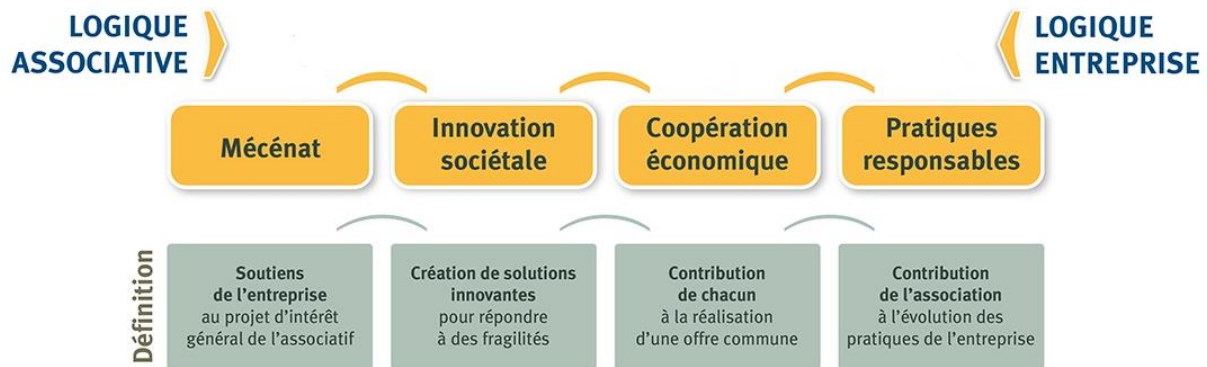 LOGIQUE
ASSOCIATIVE
LOGIQUE
ENTREPRISE
Mécénat
Innovation
sociétale
Coopération
économique
Pratiques
responsables
Définition
Soutiens
de l’entreprise
au projet d’intérêt
général de l’associatif
Création de solutions
innovantes
pour répondre
à des fragilités
Contribution
de chacun
à la réalisation
d’une offre commune
Contribution
de l’association
à l’évolution des
pratiques de l’entreprise